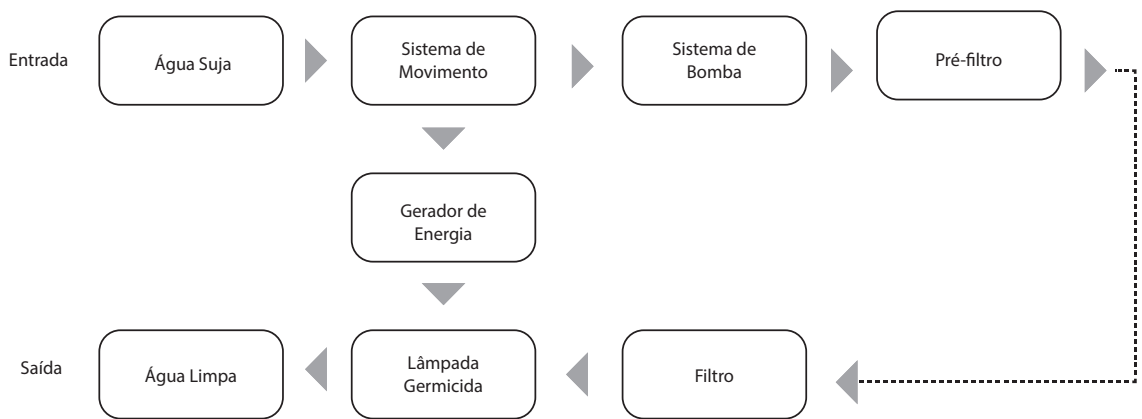 Entrada
Água Suja
Sistema de
Movimento
Sistema de
Bomba
Pré-filtro
Gerador de
Energia
Saída
Água Limpa
Lâmpada
Germicida
Filtro